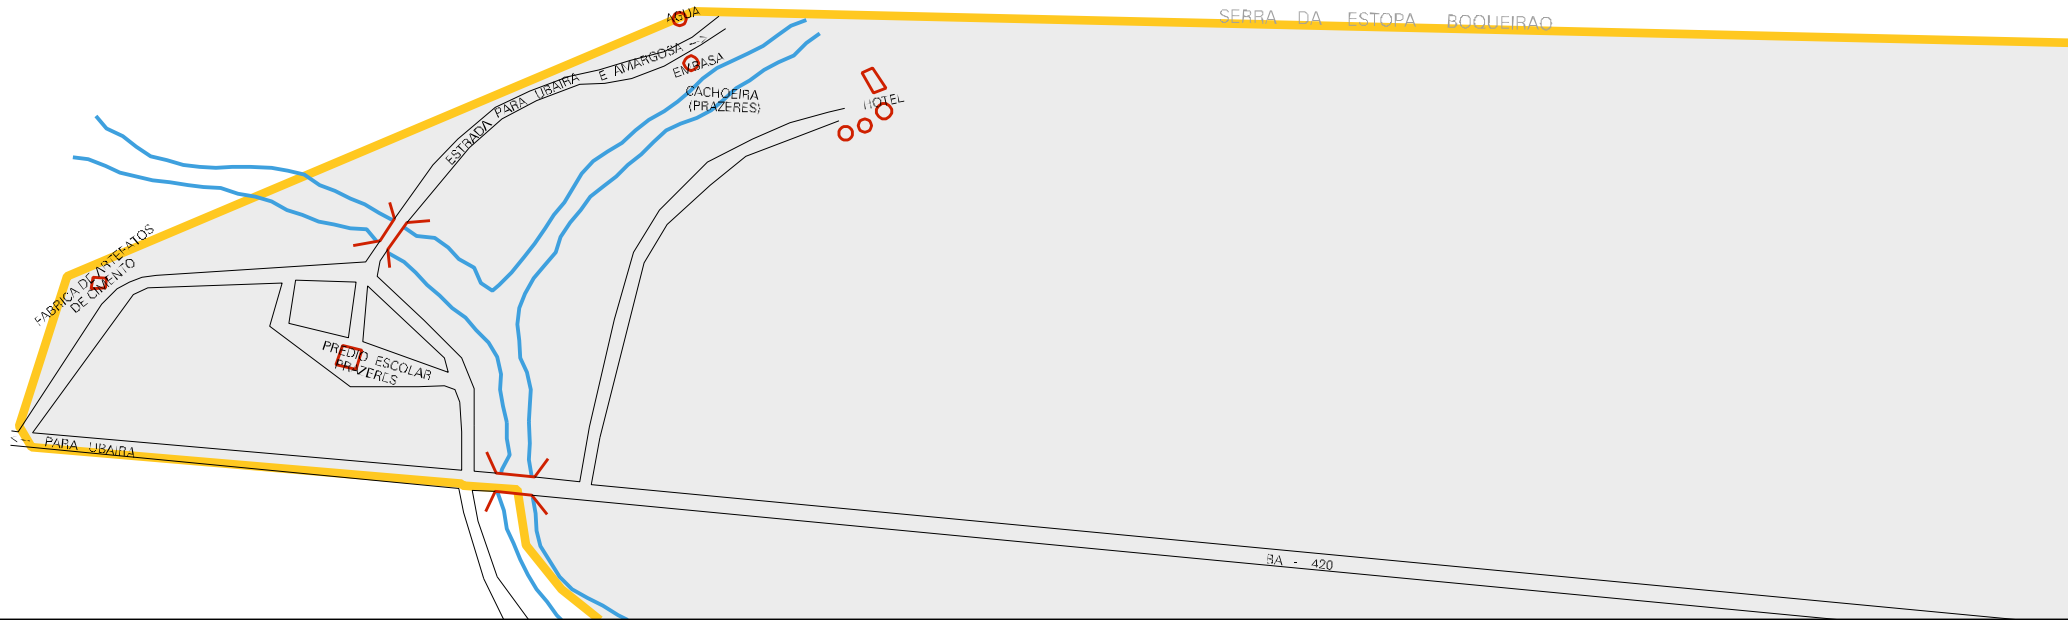 SERRA DA ESTOPA BOQUEIRAO
AGUA
ESTRADA PARA UBAIRA E AMARGOSA -->
EMBASA
CACHOEIRA
(PRAZERES)
HOTEL
FABRICA DE ARTEFATOS
DE CIMENTO
PREDIO ESCOLAR
PRAZERES
<-- PARA UBAIRA
BA - 420